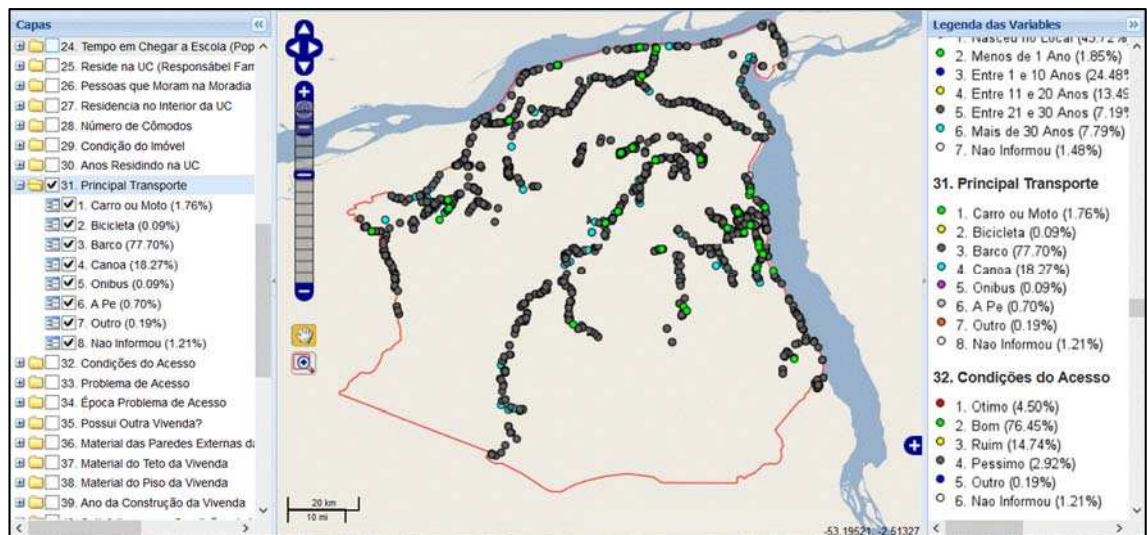 Capas
24. Tempo em Chegar a Escola (Pop
25. Reside na UC (Responsábel Fam
26. Pessoas que Moram na Moradia
27. Residencia no Interior da UC
28. Número de Cômodos
29. Condição do Imóvel
30. Anos Residindo na UC
31. Principal Transporte
1. Carro ou Moto (1.76%)
2. Bicicleta (0.09%)
3. Barco (77.70%)
4. Canoa (18.27%)
5. Onibus (0.09%)
6. A Pe (0.70%)
7. Outro (0.19%)
8. Nao Informou (1.21%)
32. Condições do Acesso
33. Problema de Acesso
34. Época Problema de Acesso
35. Possui Outra Vivenda?
36. Material das Paredes Externas da
37. Material do Teto da Vivenda
38. Material do Piso da Vivenda
39. Ano da Construção da Vivenda
20 km
10 mi
-53.19521, -2.51327
Legenda das Variables
1. Nasceu no Local (45.72%
2. Menos de 1 Ano (1.85%)
3. Entre 1 e 10 Anos (24.48%
4. Entre 11 e 20 Anos (13.49
5. Entre 21 e 30 Anos (7.19%
6. Mais de 30 Anos (7.79%)
7. Nao Informou (1.48%)
31. Principal Transporte
1. Carro ou Moto (1.76%)
2. Bicicleta (0.09%)
3. Barco (77.70%)
4. Canoa (18.27%)
5. Onibus (0.09%)
6. A Pe (0.70%)
7. Outro (0.19%)
8. Nao Informou (1.21%)
32. Condições do Acesso
1. Otimo (4.50%)
2. Bom (76.45%)
3. Ruim (14.74%)
4. Pessimo (2.92%)
5. Outro (0.19%)
6. Nao Informou (1.21%)